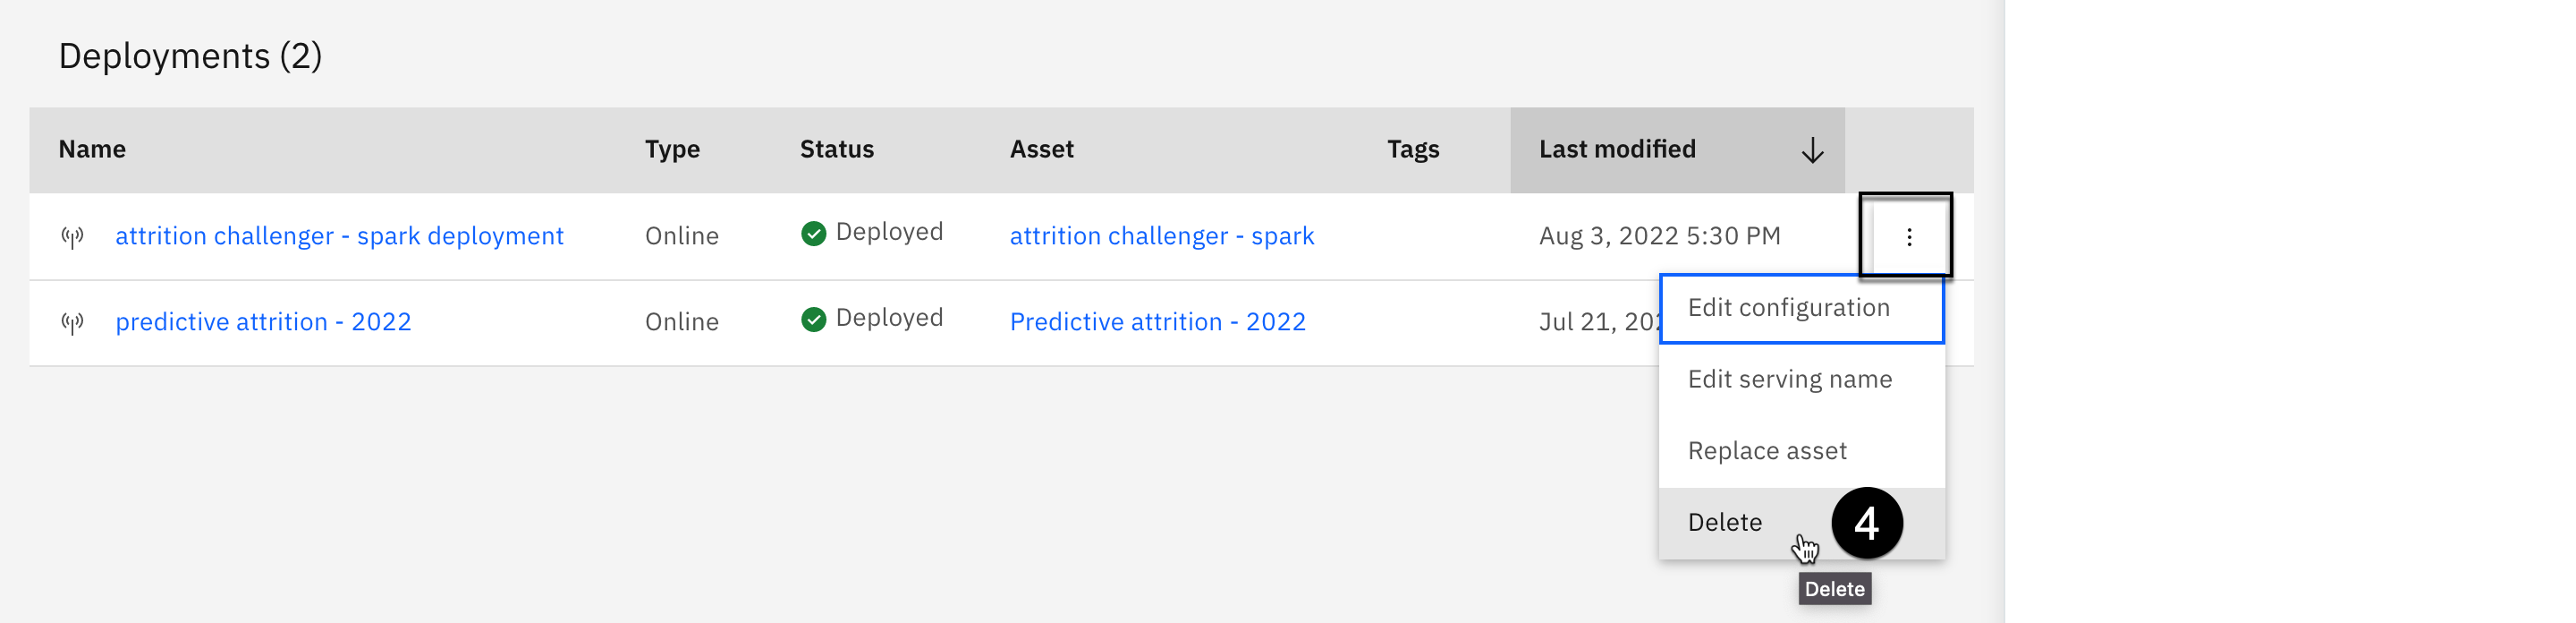 Deployments (2)
Name Type Status Asset Tags Last modified
attrition challenger - spark deployment Online Deployed attrition challenger - spark Aug 3, 2022 5:30 PM
predictive attrition - 2022 Online Deployed Predictive attrition - 2022 Jul 21, 202
Edit configuration
Edit serving name
Replace asset
Delete 4
Delete